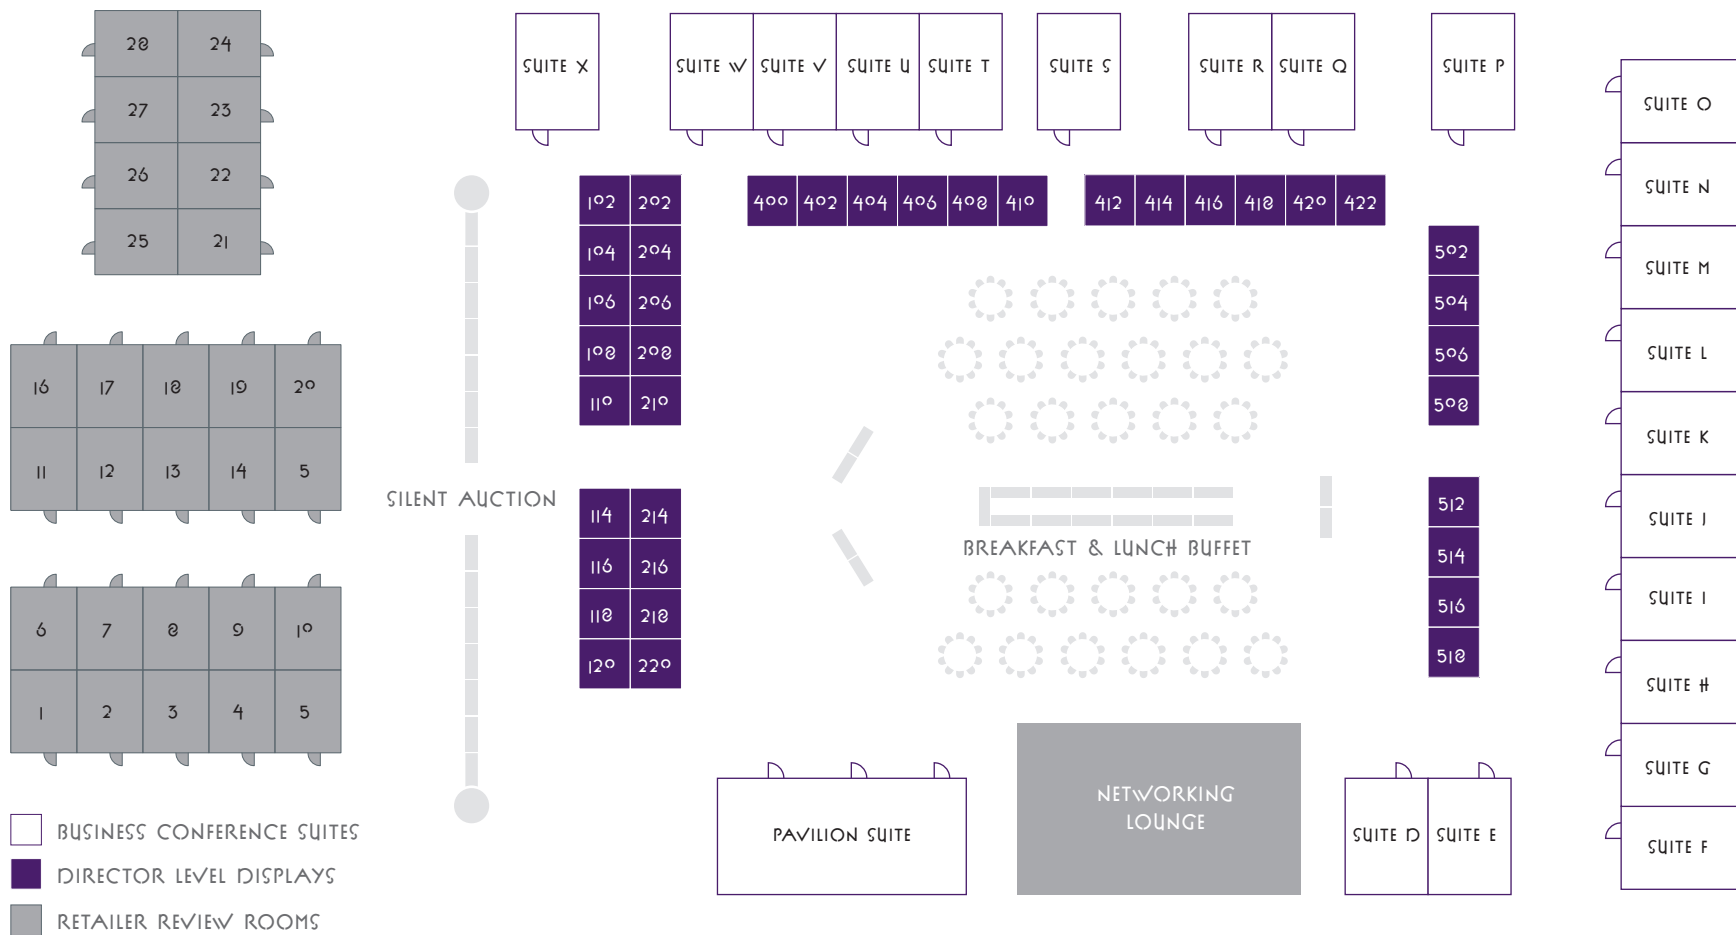 28 24
27 23
26 22
25 21
16 17 18 19 20
11 12 13 14 5
6 7 8 9 10
1 2 3 4 5
BUSINESS CONFERENCE SUITES
DIRECTOR LEVEL DISPLAYS
RETAILER REVIEW ROOMS
SILENT AUCTION
SUITE X
SUITE W SUITE V SUITE U SUITE T
SUITE S
SUITE R SUITE Q
SUITE P
102 202
104 204
106 206
108 208
110 210
114 214
116 216
118 218
120 220
400 402 404 406 408 410
412 414 416 418 420 422
502
504
506
508
512
514
516
518
BREAKFAST & LUNCH BUFFET
PAVILION SUITE
NETWORKING
LOUNGE
SUITE D SUITE E
SUITE O
SUITE N
SUITE M
SUITE L
SUITE K
SUITE J
SUITE I
SUITE H
SUITE G
SUITE F